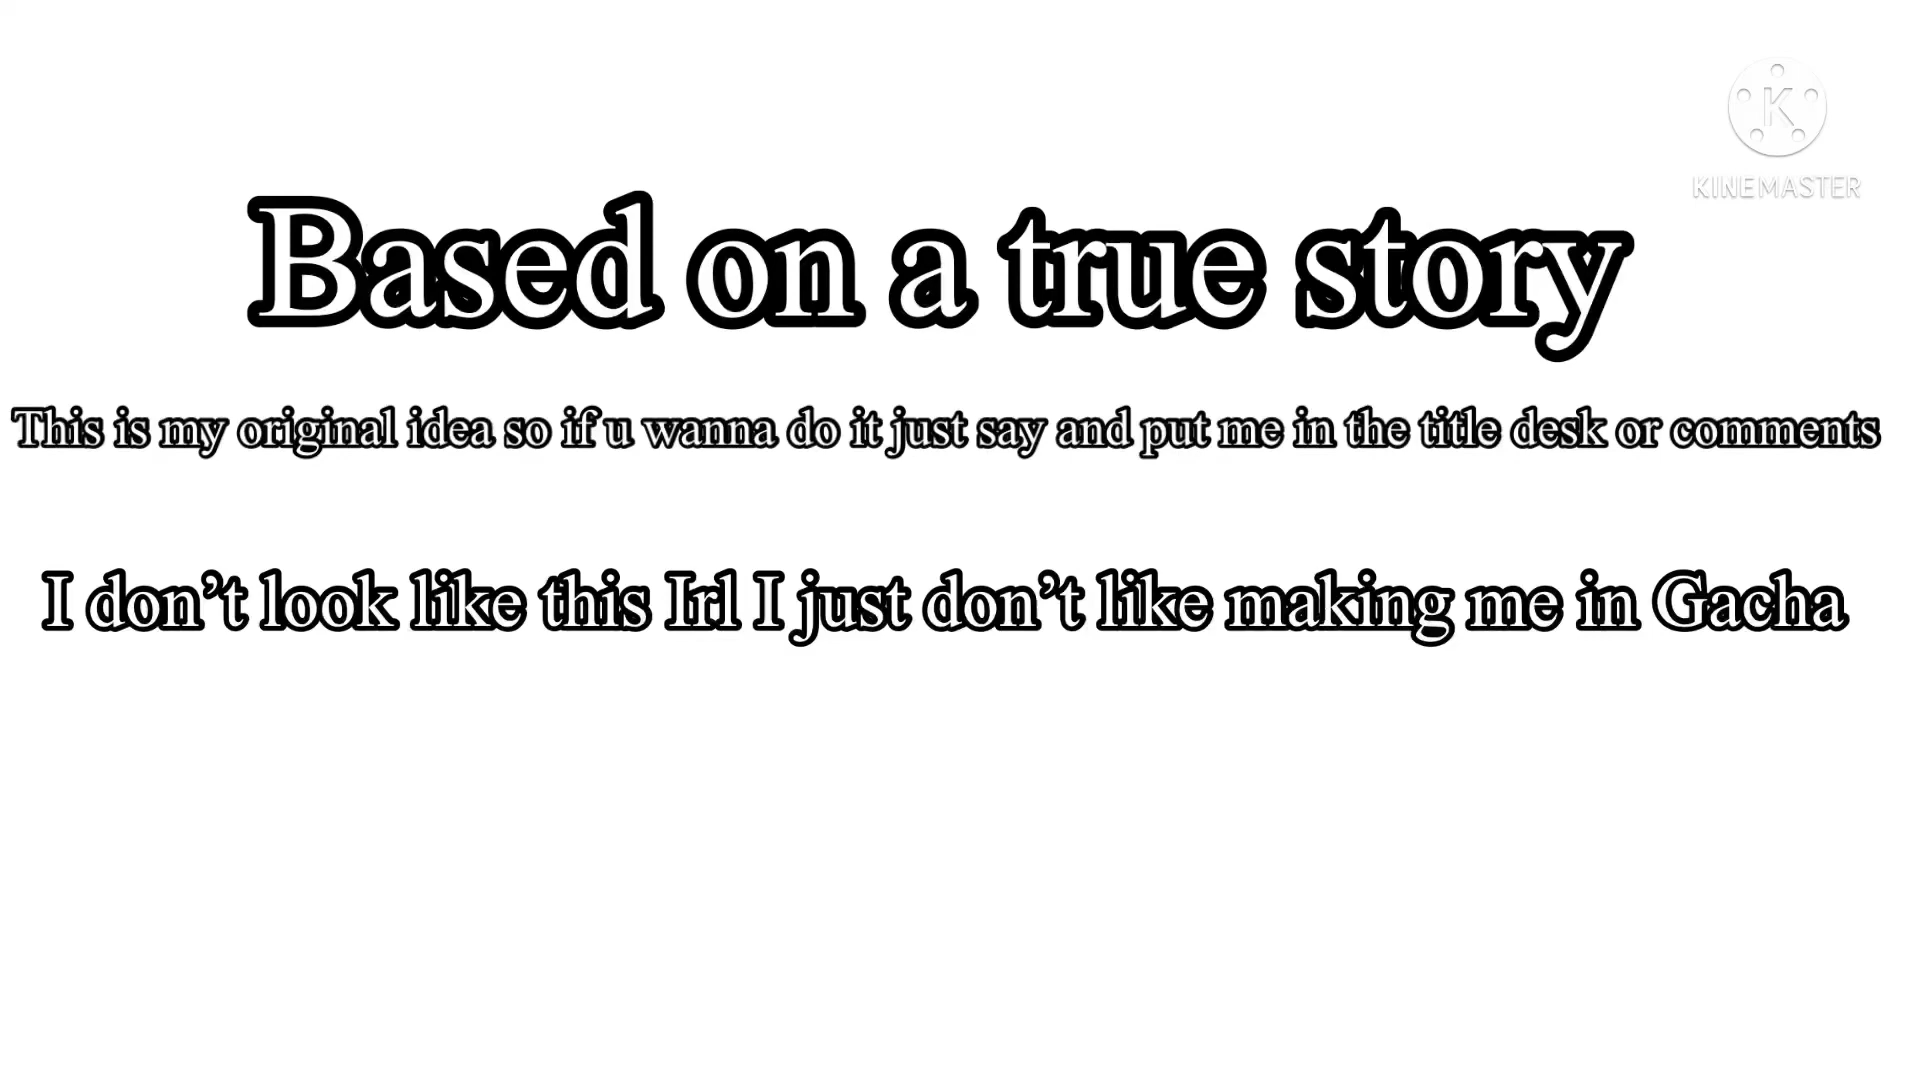 K
KINEMASTER
Based on a true story
This is my original idea so if u wanna do it just say and put me in the title desk or comments
I don’t look like this Irl I just don’t like making me in Gacha